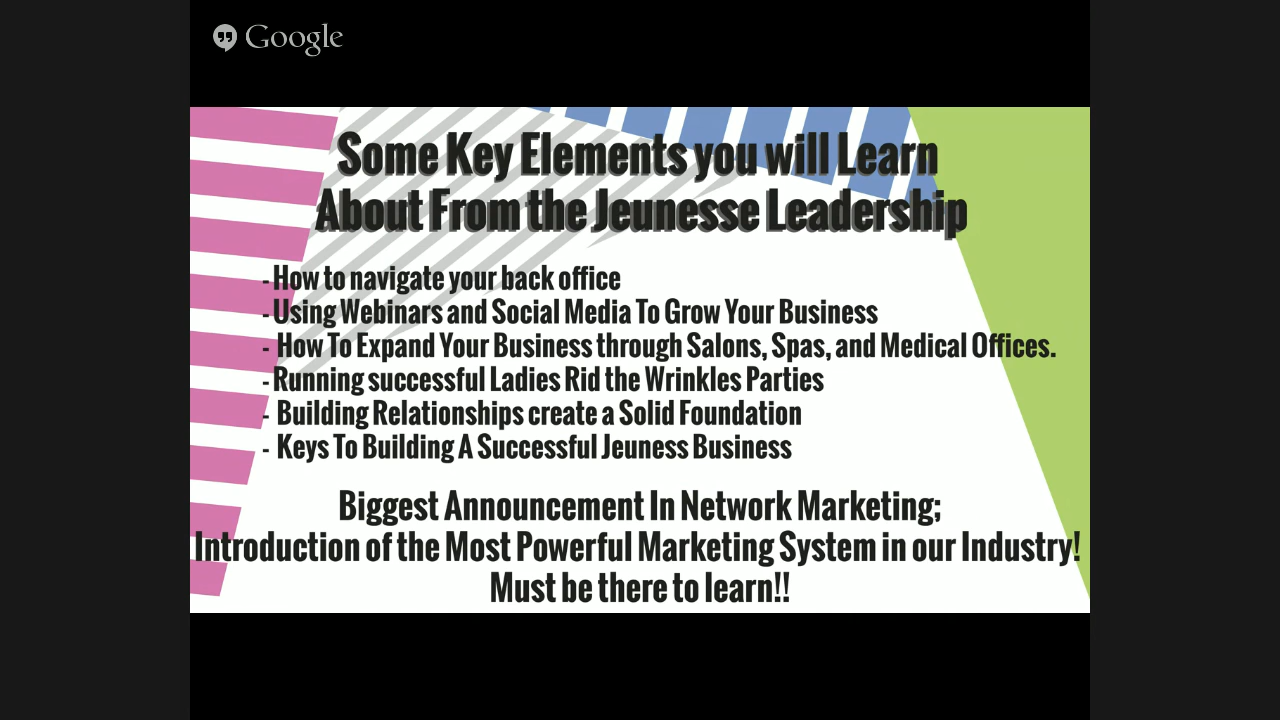 Google
Some Key Elements you will Learn
About From the Jeunesse Leadership
- How to navigate your back office
- Using Webinars and Social Media To Grow Your Business
- How To Expand Your Business through Salons, Spas, and Medical Offices.
- Running successful Ladies Rid the Wrinkles Parties
- Building Relationships create a Solid Foundation
- Keys To Building A Successful Jeuness Business
Biggest Announcement In Network Marketing;
Introduction of the Most Powerful Marketing System in our Industry!
Must be there to learn!!